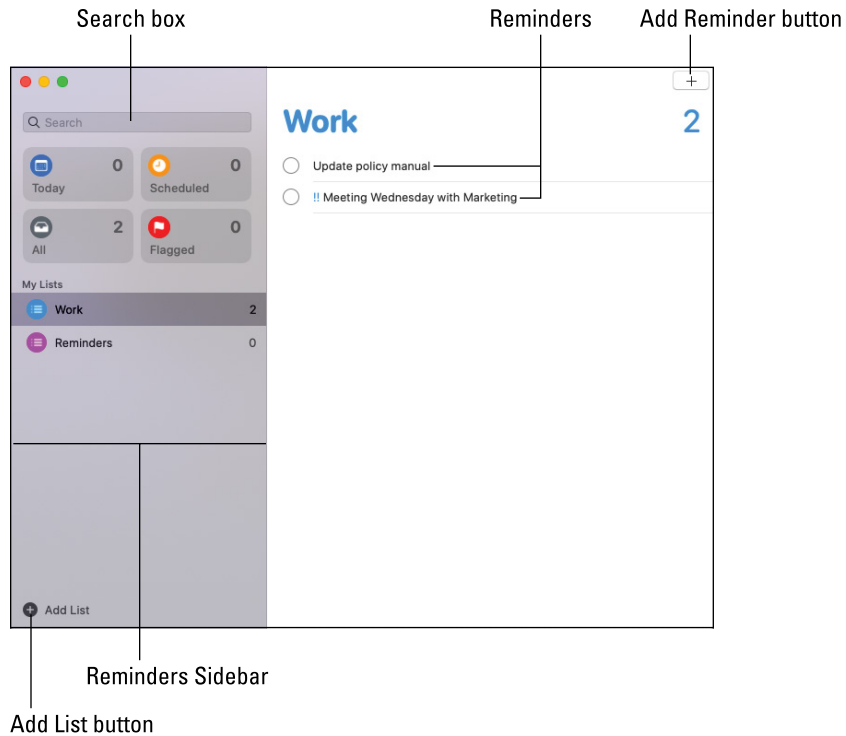 Search box
Reminders
Add Reminder button
+
Search
Work
2
Today
0
Scheduled
0
Update policy manual
!! Meeting Wednesday with Marketing
All
2
Flagged
0
My Lists
Work
2
Reminders
0
Add List
Reminders Sidebar
Add List button